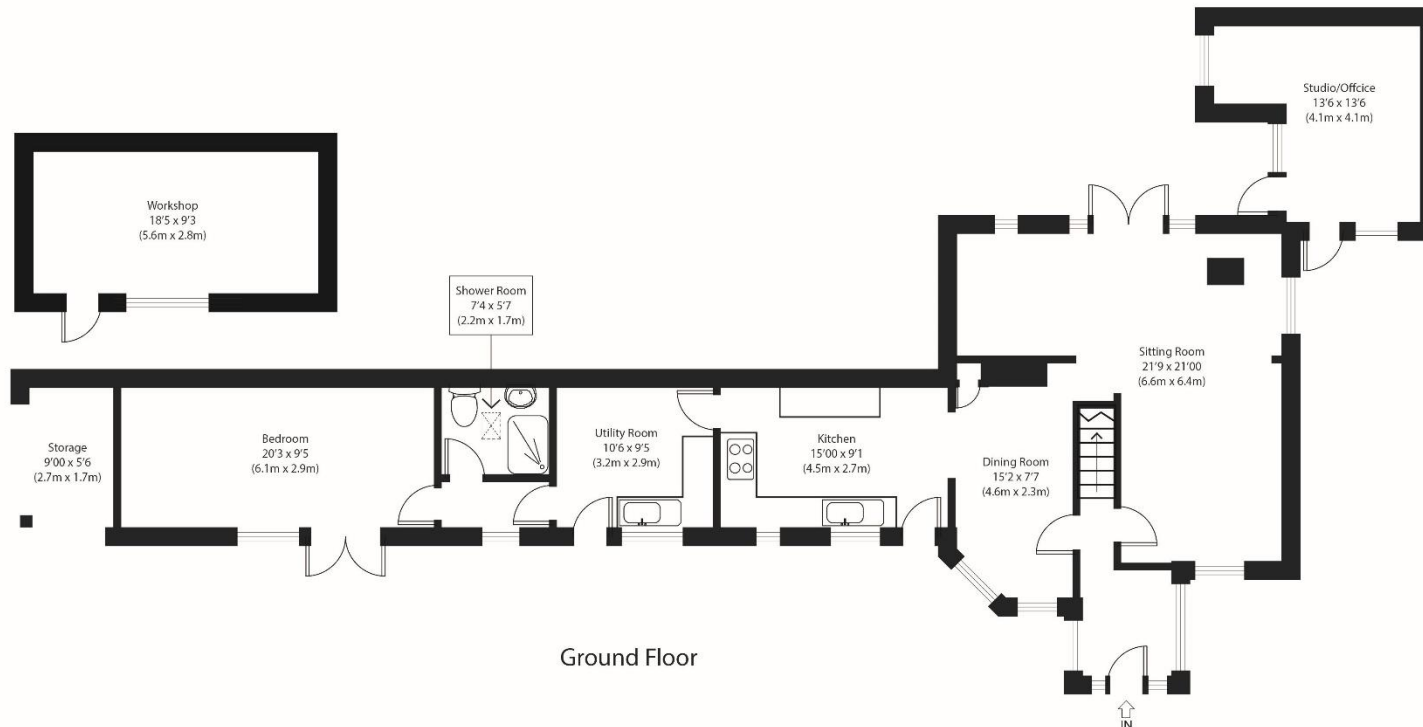 Studio/Offcice
13'6 x 13'6
(4.1m x 4.1m)
Workshop
18'5 x 9'3
(5.6m x 2.8m)
Shower Room
7'4 x 5'7
(2.2m x 1.7m)
Sitting Room
21'9 x 21'00
(6.6m x 6.4m)
Storage
9'00 x 5'6
(2.7m x 1.7m)
Bedroom
20'3 x 9'5
(6.1m x 2.9m)
Utility Room
10'6 x 9'5
(3.2m x 2.9m)
Kitchen
15'00 x 9'1
(4.5m x 2.7m)
Dining Room
15'2 x 7'7
(4.6m x 2.3m)
Ground Floor
IN